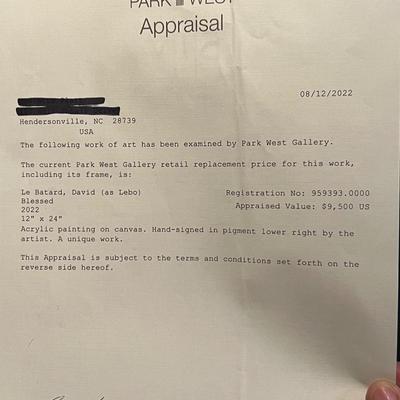 PARK WEST
Appraisal
08/12/2022
Hendersonville, NC 28739
USA
The following work of art has been examined by Park West Gallery.
The current Park West Gallery retail replacement price for this work,
including its frame, is:
Le Batard, David (as Lebo) Registration No: 959393.0000
Blessed Appraised Value: $9,500 US
2022
12" x 24"
Acrylic painting on canvas. Hand-signed in pigment lower right by the
artist. A unique work.
This Appraisal is subject to the terms and conditions set forth on the
reverse side hereof.